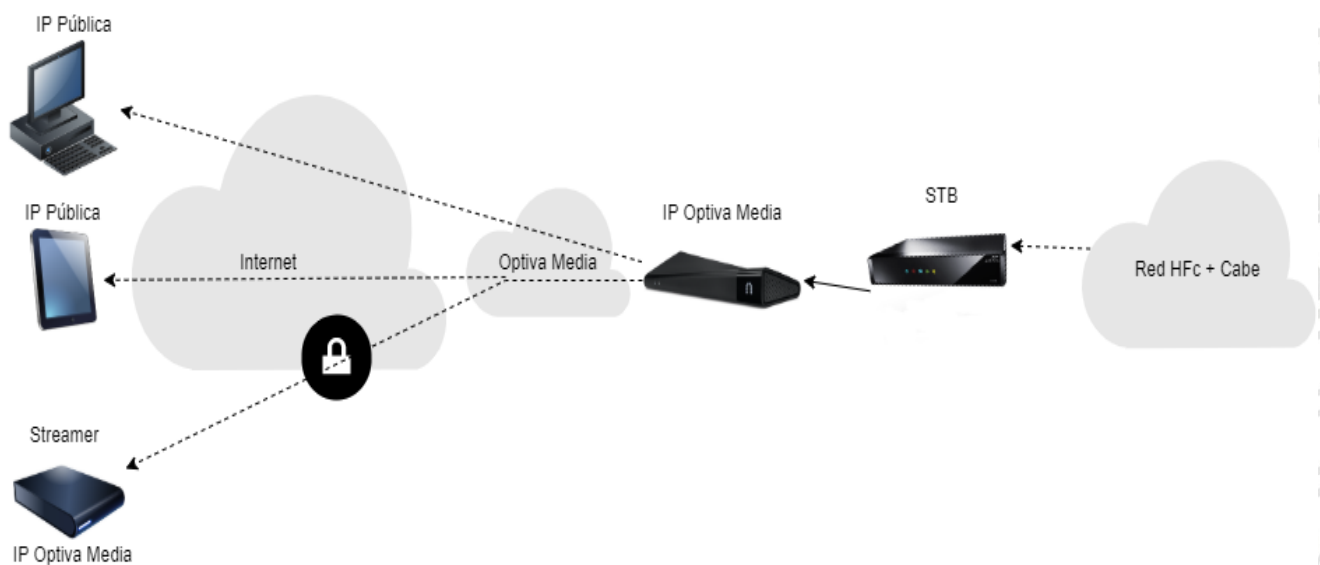 IP Pública
IP Pública
Internet
Optiva Media
IP Optiva Media
STB
Red HFc + Cabe
Streamer
IP Optiva Media